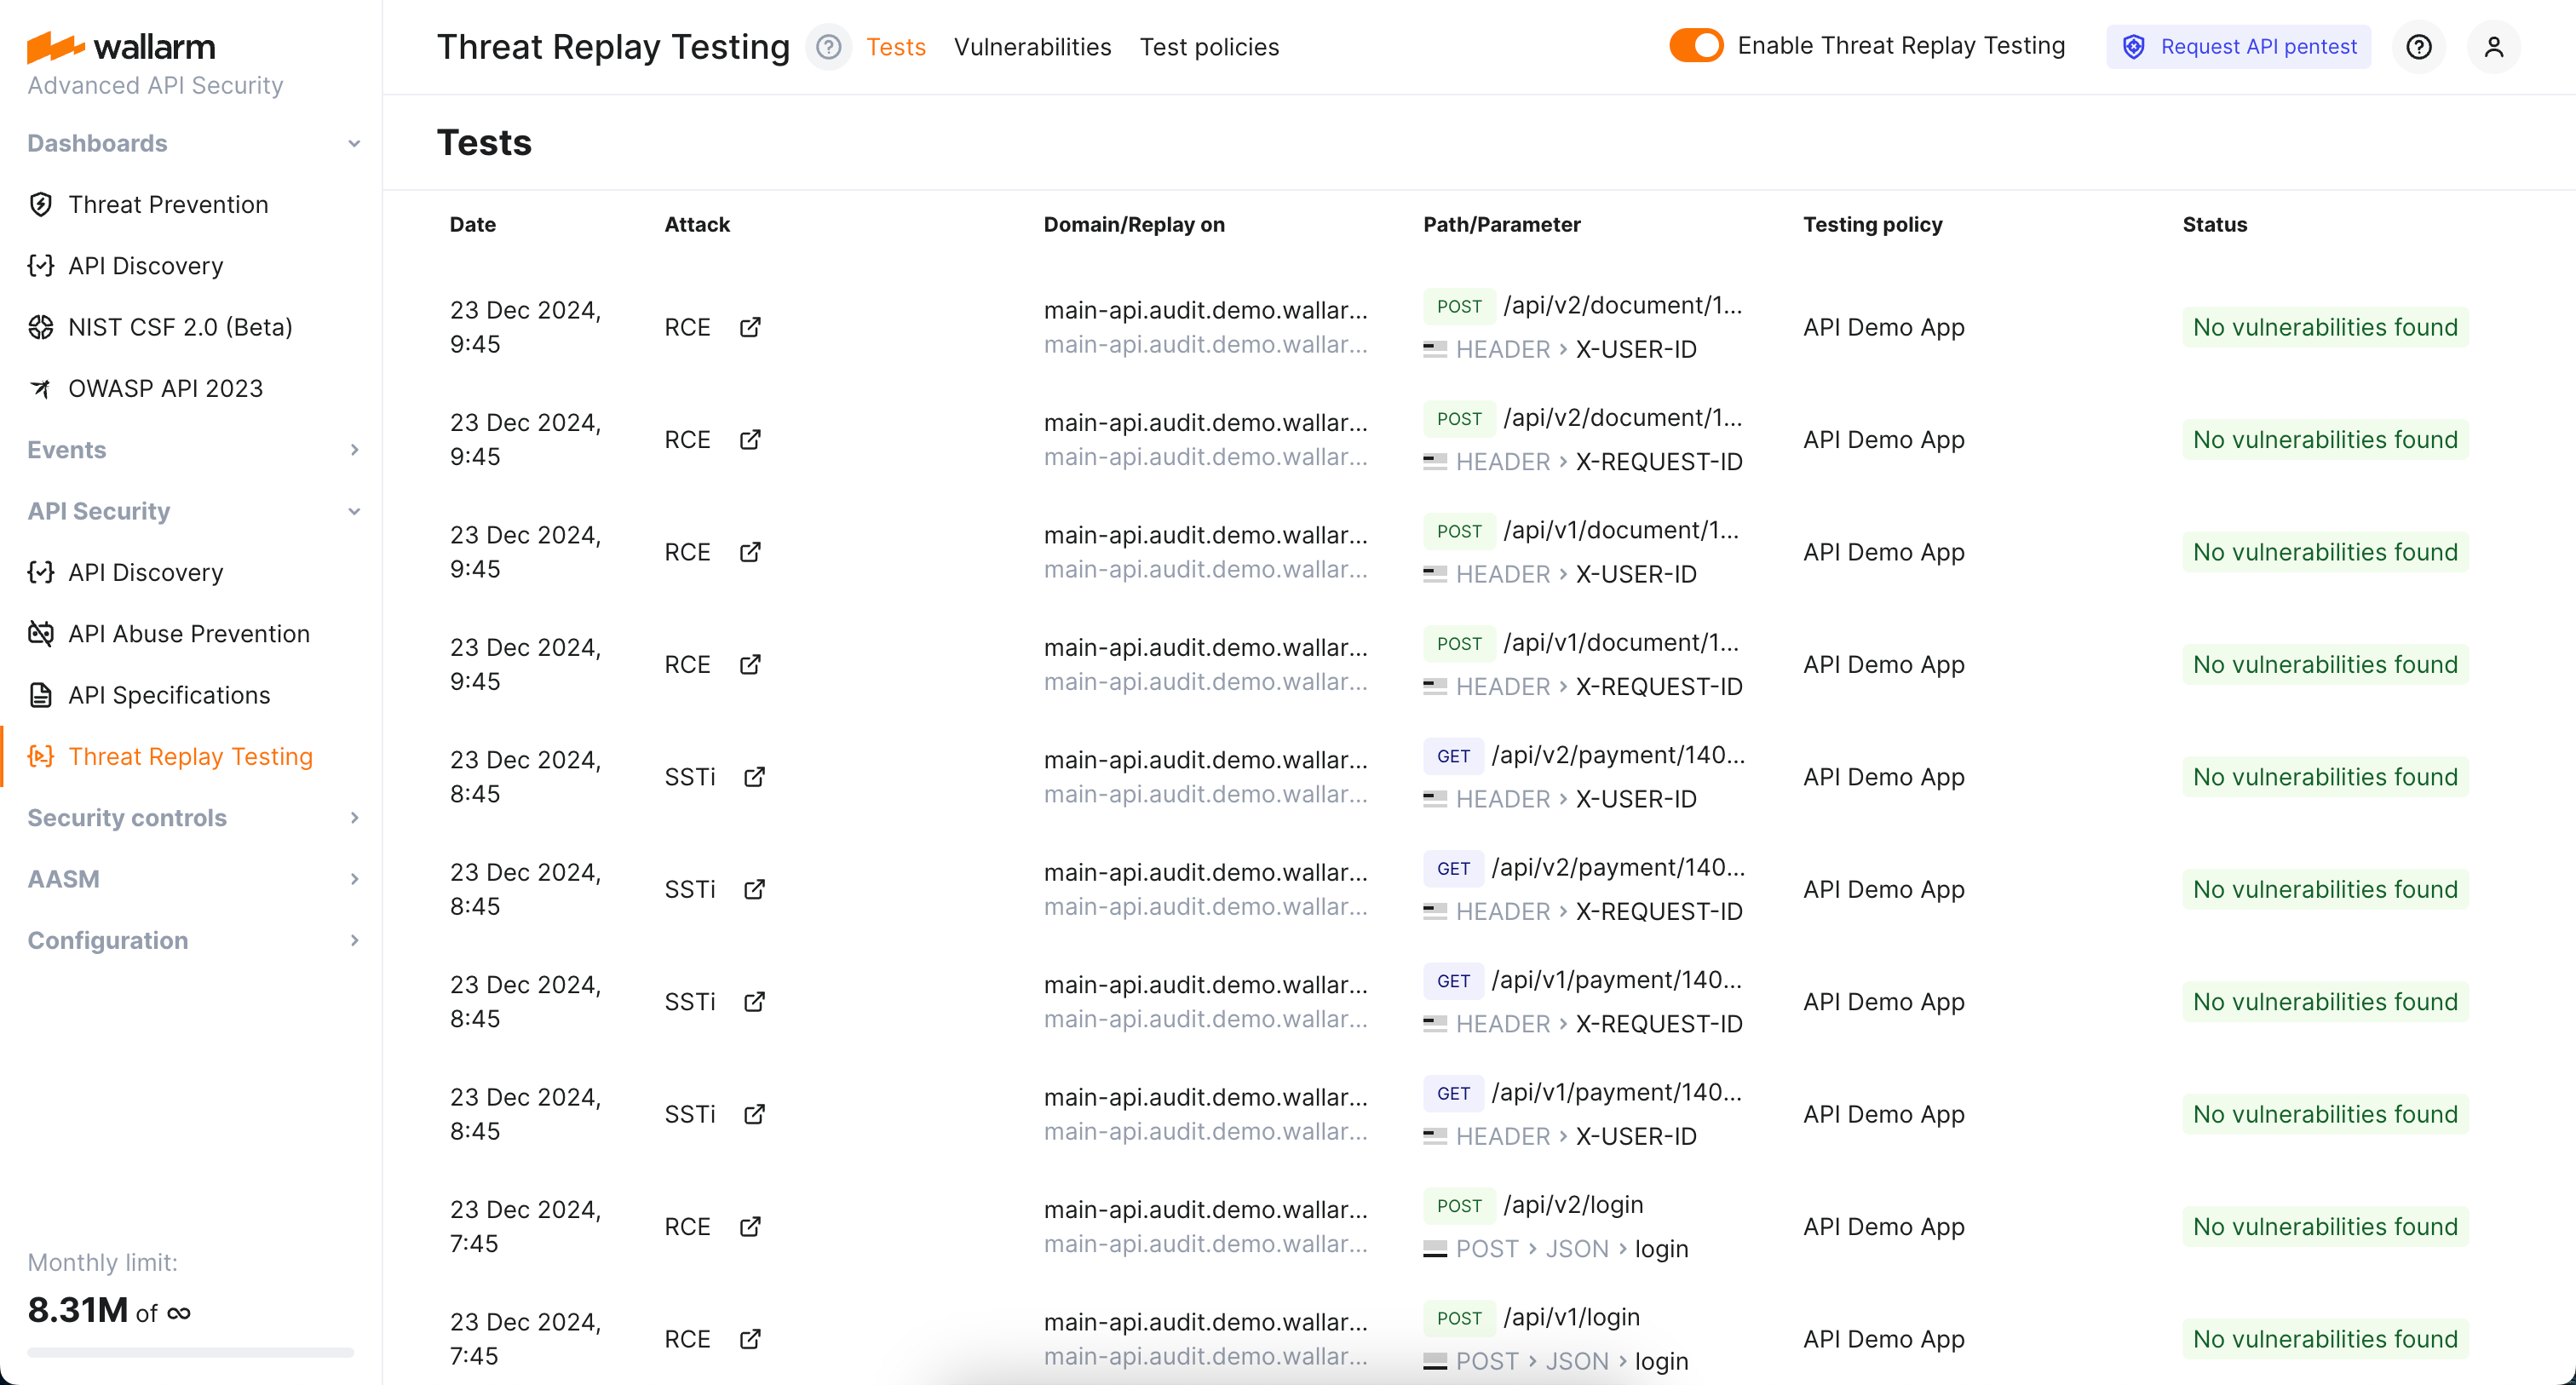 wallarm
Advanced API Security
Dashboards
Threat Prevention
API Discovery
NIST CSF 2.0 (Beta)
OWASP API 2023
Events
API Security
API Discovery
API Abuse Prevention
API Specifications
Threat Replay Testing
Security controls
AASM
Configuration
Monthly limit:
8.31M of ∞
Threat Replay Testing ? Tests Vulnerabilities Test policies
Enable Threat Replay Testing
Request API pentest
Tests
Date Attack Domain/Replay on Path/Parameter Testing policy Status
23 Dec 2024,
9:45
RCE
main-api.audit.demo.wallar...
main-api.audit.demo.wallar...
POST /api/v2/document/1...
HEADER > X-USER-ID
API Demo App
No vulnerabilities found
23 Dec 2024,
9:45
RCE
main-api.audit.demo.wallar...
main-api.audit.demo.wallar...
POST /api/v2/document/1...
HEADER > X-REQUEST-ID
API Demo App
No vulnerabilities found
23 Dec 2024,
9:45
RCE
main-api.audit.demo.wallar...
main-api.audit.demo.wallar...
POST /api/v1/document/1...
HEADER > X-USER-ID
API Demo App
No vulnerabilities found
23 Dec 2024,
9:45
RCE
main-api.audit.demo.wallar...
main-api.audit.demo.wallar...
POST /api/v1/document/1...
HEADER > X-REQUEST-ID
API Demo App
No vulnerabilities found
23 Dec 2024,
8:45
SSTi
main-api.audit.demo.wallar...
main-api.audit.demo.wallar...
GET /api/v2/payment/140...
HEADER > X-USER-ID
API Demo App
No vulnerabilities found
23 Dec 2024,
8:45
SSTi
main-api.audit.demo.wallar...
main-api.audit.demo.wallar...
GET /api/v2/payment/140...
HEADER > X-REQUEST-ID
API Demo App
No vulnerabilities found
23 Dec 2024,
8:45
SSTi
main-api.audit.demo.wallar...
main-api.audit.demo.wallar...
GET /api/v1/payment/140...
HEADER > X-REQUEST-ID
API Demo App
No vulnerabilities found
23 Dec 2024,
8:45
SSTi
main-api.audit.demo.wallar...
main-api.audit.demo.wallar...
GET /api/v1/payment/140...
HEADER > X-USER-ID
API Demo App
No vulnerabilities found
23 Dec 2024,
7:45
RCE
main-api.audit.demo.wallar...
main-api.audit.demo.wallar...
POST /api/v2/login
POST > JSON > login
API Demo App
No vulnerabilities found
23 Dec 2024,
7:45
RCE
main-api.audit.demo.wallar...
main-api.audit.demo.wallar...
POST /api/v1/login
POST > JSON > login
API Demo App
No vulnerabilities found